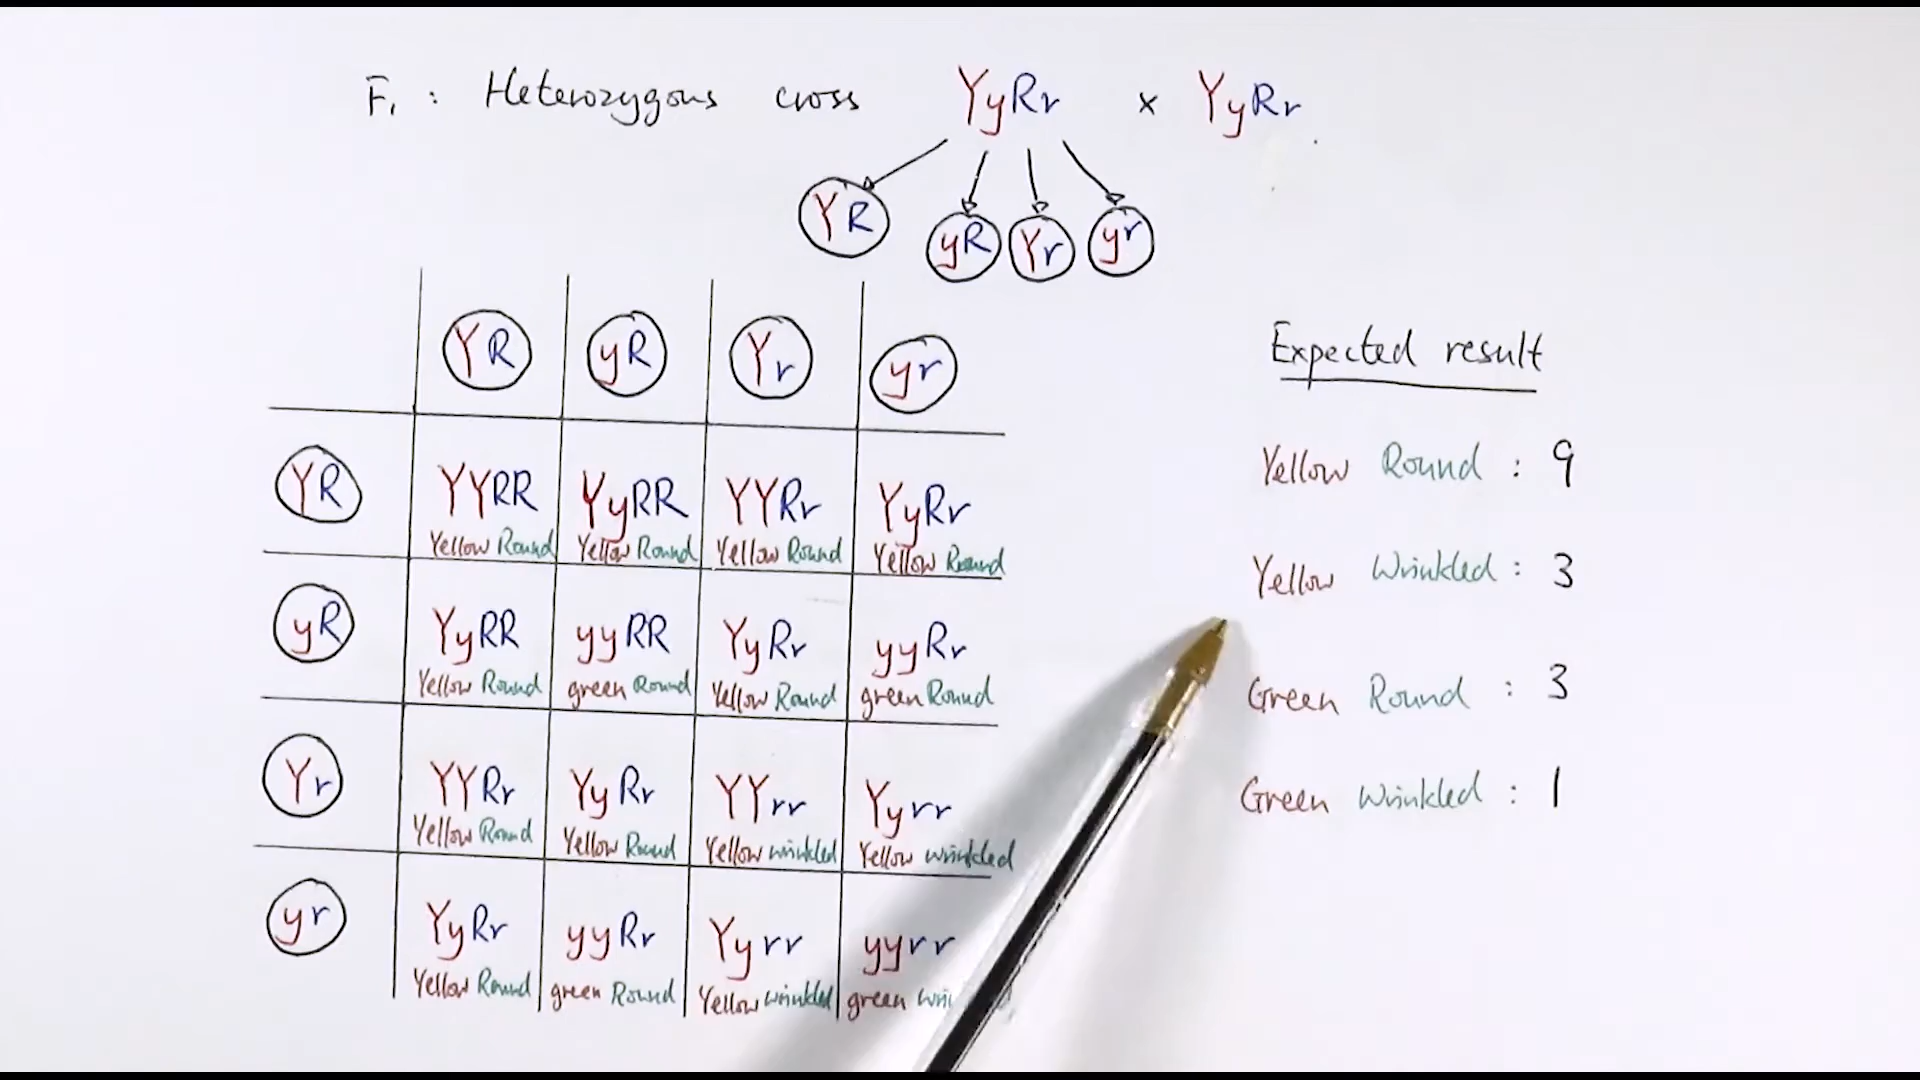 F₁ : Heterozygous cross YyRr x YyRr
YR yR Yr yr
YR yR Yr yr
Expected result
YR YYRR YyRR YYRr YyRr
Yellow Round Yellow Round Yellow Round Yellow Round
Yellow Round : 9
yR YyRR yyRR YyRr yyRr
Yellow Round green Round Yellow Round green Round
Yellow Wrinkled : 3
Green Round : 3
Yr YYRr YyRr YYrr Yyrr
Yellow Round Yellow Round Yellow wrinkled Yellow wrinkled
Green Wrinkled : 1
yr YyRr yyRr Yyrr yyrr
Yellow Round green Round Yellow wrinkled green